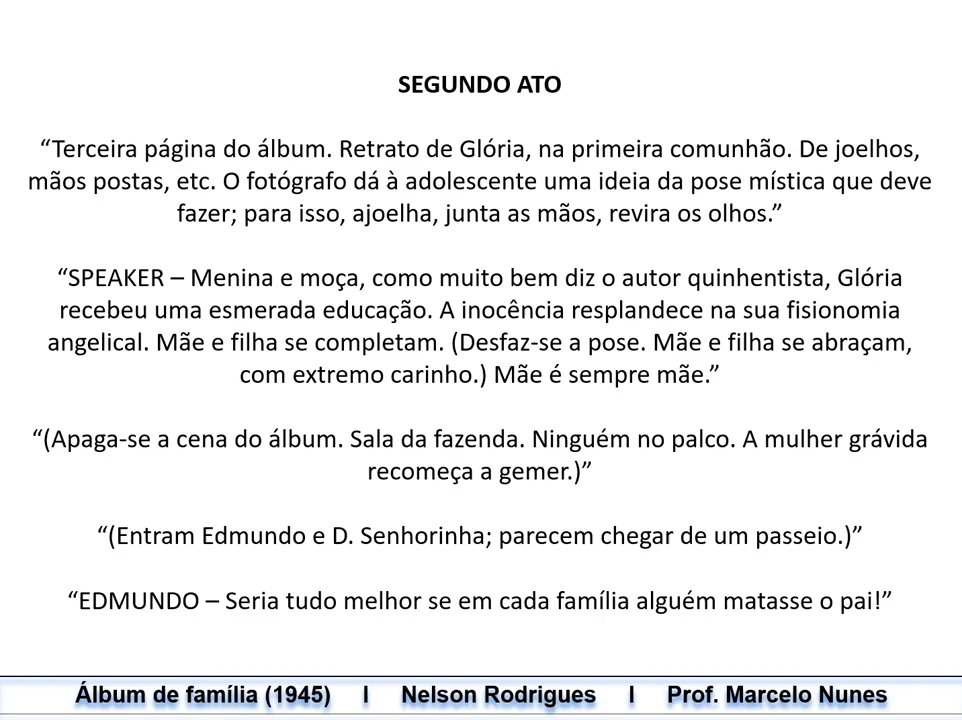 SEGUNDO ATO
“Terceira página do álbum. Retrato de Glória, na primeira comunhão. De joelhos,
mãos postas, etc. O fotógrafo dá à adolescente uma ideia da pose mística que deve
fazer; para isso, ajoelha, junta as mãos, revira os olhos.”
“SPEAKER – Menina e moça, como muito bem diz o autor quinhentista, Glória
recebeu uma esmerada educação. A inocência resplandece na sua fisionomia
angelical. Mãe e filha se completam. (Desfaz-se a pose. Mãe e filha se abraçam,
com extremo carinho.) Mãe é sempre mãe.”
“(Apaga-se a cena do álbum. Sala da fazenda. Ninguém no palco. A mulher grávida
recomeça a gemer.)”
“(Entram Edmundo e D. Senhorinha; parecem chegar de um passeio.)”
“EDMUNDO – Seria tudo melhor se em cada família alguém matasse o pai!”
Álbum de família (1945) I Nelson Rodrigues I Prof. Marcelo Nunes